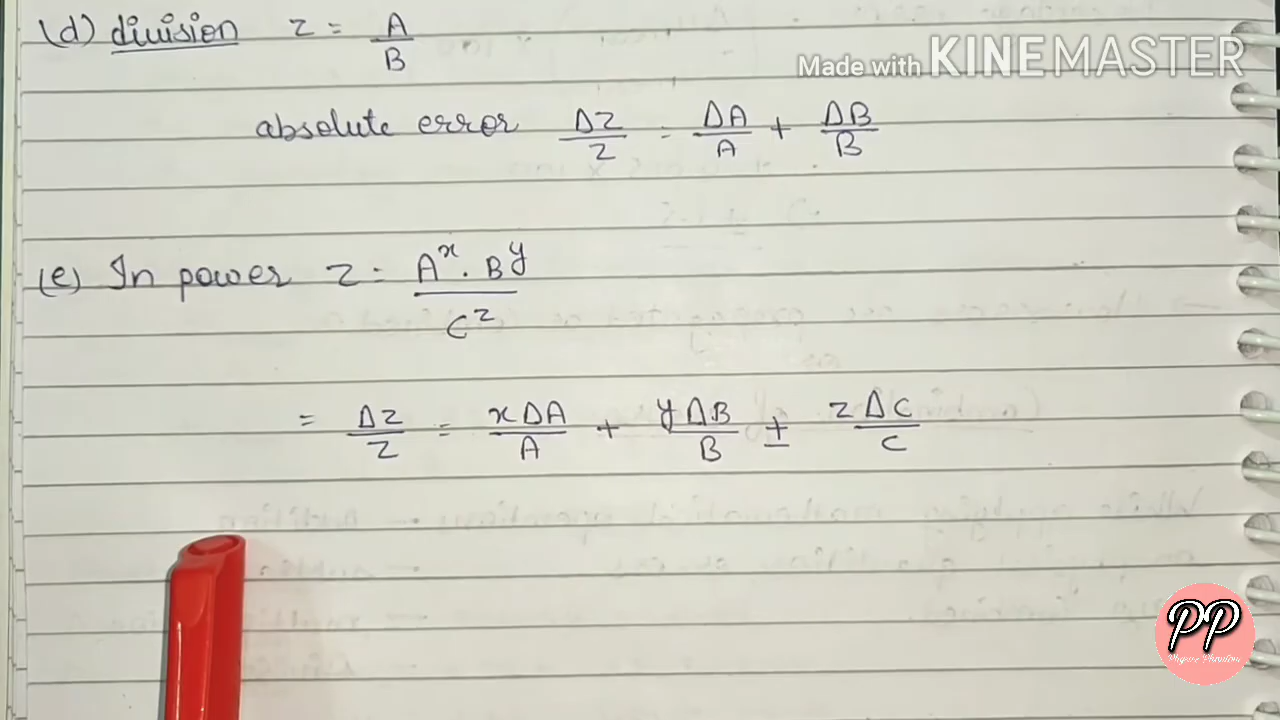 (d) division z = A/B
Made with KINEMASTER
absolute error ΔZ/Z = ΔA/A + ΔB/B
(e) In power Z = A^x . B^y / C^z
= ΔZ/Z = xΔA/A + yΔB/B ± zΔC/C
PP